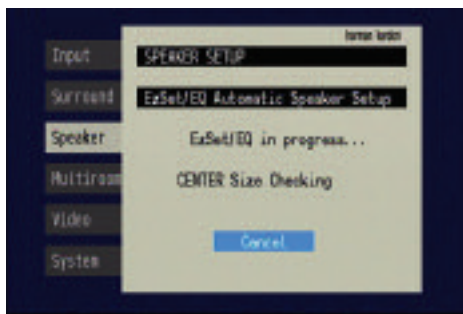 harman kardon
Input
SPEAKER SETUP
Surround
EzSet/EQ Automatic Speaker Setup
Speaker
EzSet/EQ in progress...
Multiroom
CENTER Size Checking
Video
Cancel
System